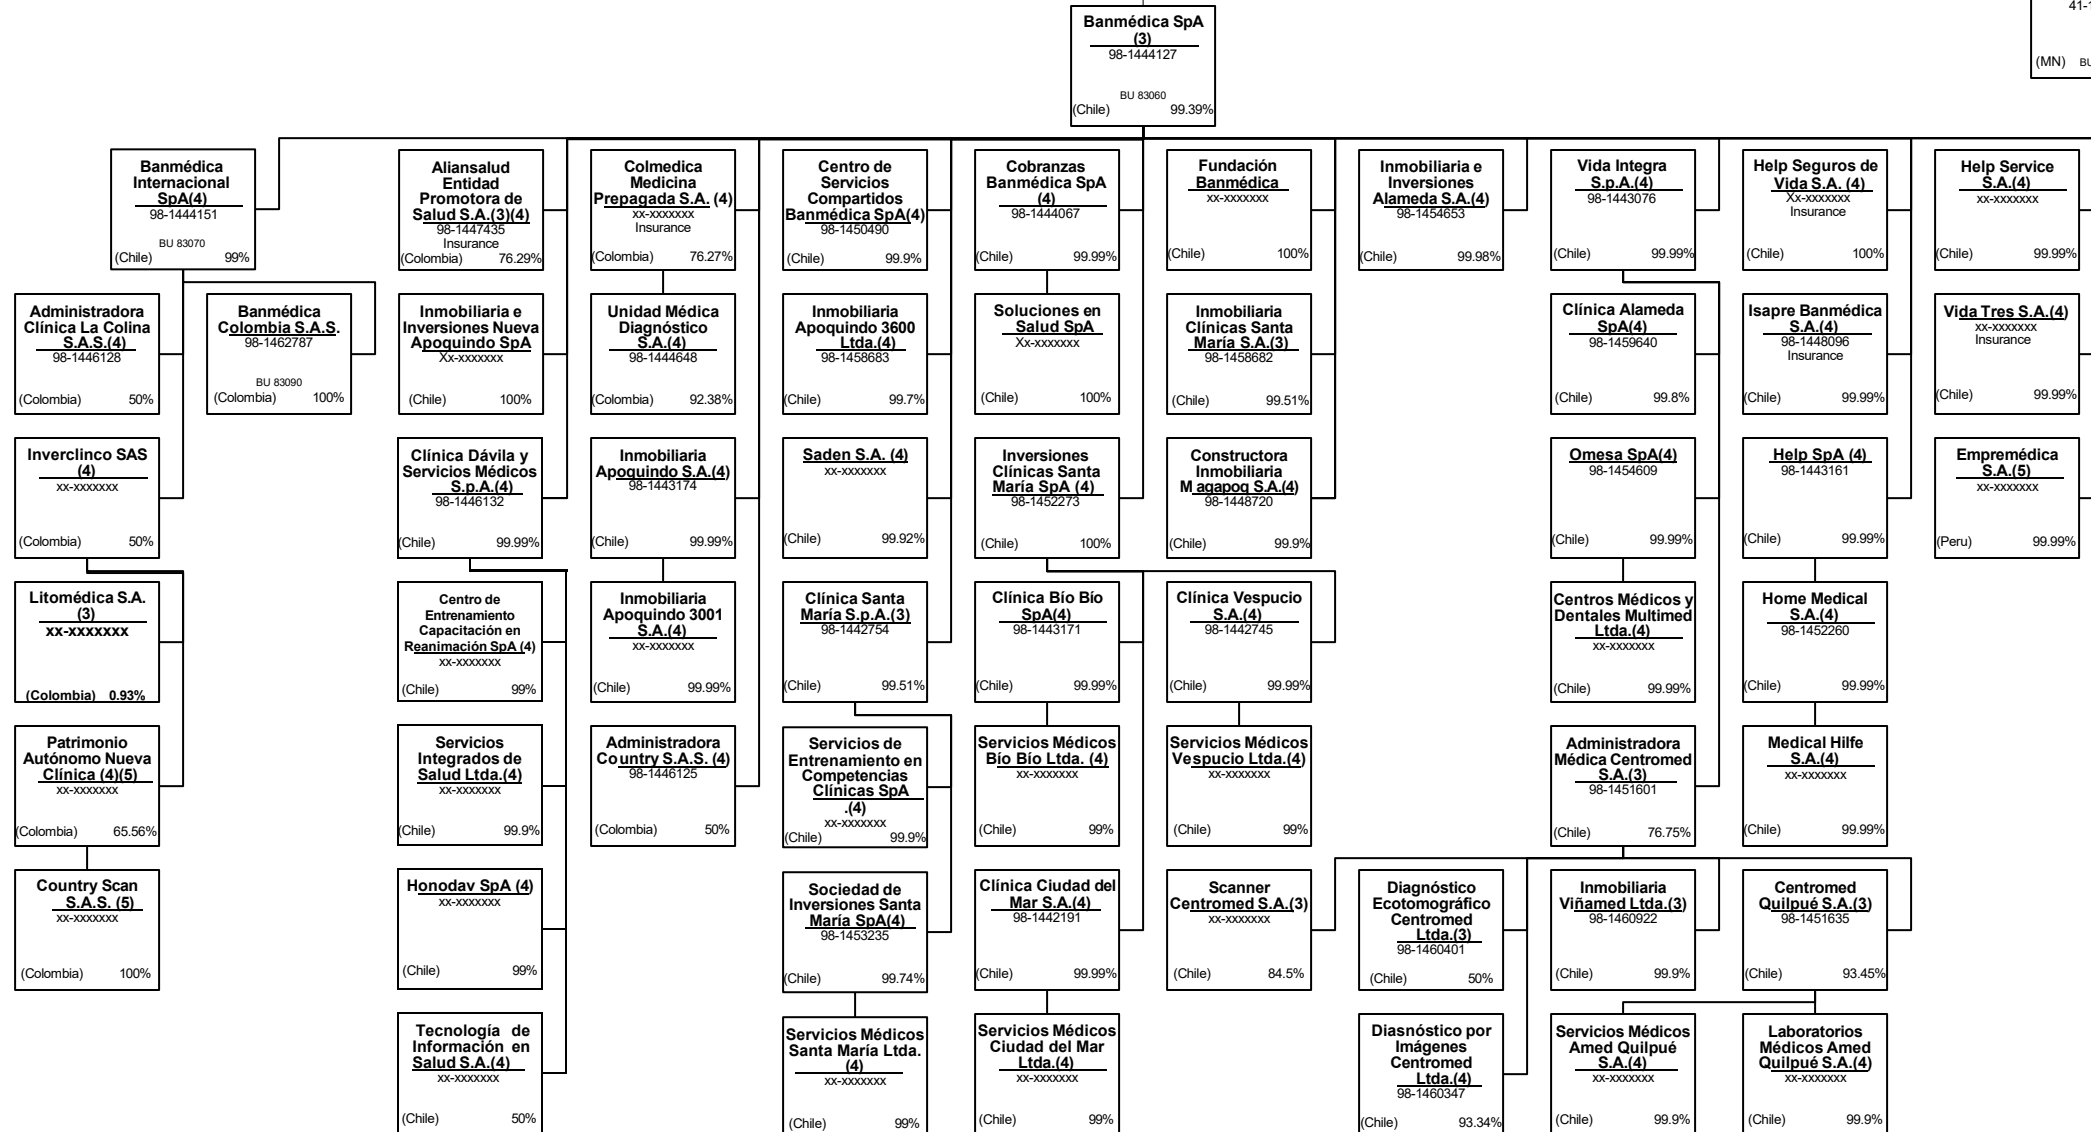 Banmédica SpA
(3)
98-1444127
BU 83060
(Chile) 99.39%
41-1
(MN) BU
Banmédica
Internacional
SpA(4)
98-1444151
BU 83070
(Chile) 99%
Aliansalud
Entidad
Promotora de
Salud S.A.(3)(4)
98-1447435
Insurance
(Colombia) 76.29%
Colmedica
Medicina
Prepagada S.A. (4)
xx-xxxxxxx
Insurance
(Colombia) 76.27%
Centro de
Servicios
Compartidos
Banmédica SpA(4)
98-1450490
(Chile) 99.9%
Cobranzas
Banmédica SpA
(4)
98-1444067
(Chile) 99.99%
Fundación
Banmédica
xx-xxxxxxx
(Chile) 100%
Inmobiliaria e
Inversiones
Alameda S.A.(4)
98-1454653
(Chile) 99.98%
Vida Integra
S.p.A.(4)
98-1443076
(Chile) 99.99%
Help Seguros de
Vida S.A. (4)
Xx-xxxxxxx
Insurance
(Chile) 100%
Help Service
S.A.(4)
xx-xxxxxxx
(Chile) 99.99%
Administradora
Clínica La Colina
S.A.S.(4)
98-1446128
(Colombia) 50%
Banmédica
Colombia S.A.S.
98-1462787
BU 83090
(Colombia) 100%
Inmobiliaria e
Inversiones Nueva
Apoquindo SpA
Xx-xxxxxxx
(Chile) 100%
Unidad Médica
Diagnóstico
S.A.(4)
98-1444648
(Colombia) 92.38%
Inmobiliaria
Apoquindo 3600
Ltda.(4)
98-1458683
(Chile) 99.7%
Soluciones en
Salud SpA
Xx-xxxxxxx
(Chile) 100%
Inmobiliaria
Clínicas Santa
María S.A.(3)
98-1458682
(Chile) 99.51%
Clínica Alameda
SpA(4)
98-1459640
(Chile) 99.8%
Isapre Banmédica
S.A.(4)
98-1448096
Insurance
(Chile) 99.99%
Vida Tres S.A.(4)
xx-xxxxxxx
Insurance
(Chile) 99.99%
Inverclinco SAS
(4)
xx-xxxxxxx
(Colombia) 50%
Clínica Dávila y
Servicios Médicos
S.p.A.(4)
98-1446132
(Chile) 99.99%
Inmobiliaria
Apoquindo S.A.(4)
98-1443174
(Chile) 99.99%
Saden S.A. (4)
xx-xxxxxxx
(Chile) 99.92%
Inversiones
Clínicas Santa
María SpA (4)
98-1452273
(Chile) 100%
Constructora
Inmobiliaria
Magapoq S.A.(4)
98-1448720
(Chile) 99.9%
Omesa SpA(4)
98-1454609
(Chile) 99.99%
Help SpA (4)
98-1443161
(Chile) 99.99%
Empremédica
S.A.(5)
xx-xxxxxxx
(Peru) 99.99%
Litomédica S.A.
(3)
xx-xxxxxxx
(Colombia) 0.93%
Centro de
Entrenamiento
Capacitación en
Reanimación SpA (4)
xx-xxxxxxx
(Chile) 99%
Inmobiliaria
Apoquindo 3001
S.A.(4)
xx-xxxxxxx
(Chile) 99.99%
Clínica Santa
María S.p.A.(3)
98-1442754
(Chile) 99.51%
Clínica Bío Bío
SpA(4)
98-1443171
(Chile) 99.99%
Clínica Vespucio
S.A.(4)
98-1442745
(Chile) 99.99%
Centros Médicos y
Dentales Multimed
Ltda.(4)
xx-xxxxxxx
(Chile) 99.99%
Home Medical
S.A.(4)
98-1452260
(Chile) 99.99%
Patrimonio
Autónomo Nueva
Clínica (4)(5)
xx-xxxxxxx
(Colombia) 65.56%
Servicios
Integrados de
Salud Ltda.(4)
xx-xxxxxxx
(Chile) 99.9%
Administradora
Country S.A.S. (4)
98-1446125
(Colombia) 50%
Servicios de
Entrenamiento en
Competencias
Clínicas SpA
.(4)
xx-xxxxxxx
(Chile) 99.9%
Servicios Médicos
Bío Bío Ltda. (4)
xx-xxxxxxx
(Chile) 99%
Servicios Médicos
Vespucio Ltda.(4)
xx-xxxxxxx
(Chile) 99%
Administradora
Médica Centromed
S.A.(3)
98-1451601
(Chile) 76.75%
Medical Hilfe
S.A.(4)
xx-xxxxxxx
(Chile) 99.99%
Country Scan
S.A.S. (5)
xx-xxxxxxx
(Colombia) 100%
Honodav SpA (4)
xx-xxxxxxx
(Chile) 99%
Sociedad de
Inversiones Santa
María SpA(4)
98-1453235
(Chile) 99.74%
Clínica Ciudad del
Mar S.A.(4)
98-1442191
(Chile) 99.99%
Scanner
Centromed S.A.(3)
xx-xxxxxxx
(Chile) 84.5%
Diagnóstico
Ecotomográfico
Centromed
Ltda.(3)
98-1460401
(Chile) 50%
Inmobiliaria
Viñamed Ltda.(3)
98-1460922
(Chile) 99.9%
Centromed
Quilpué S.A.(3)
98-1451635
(Chile) 93.45%
Tecnología de
Información en
Salud S.A.(4)
xx-xxxxxxx
(Chile) 50%
Servicios Médicos
Santa María Ltda.
(4)
xx-xxxxxxx
(Chile) 99%
Servicios Médicos
Ciudad del Mar
Ltda.(4)
xx-xxxxxxx
(Chile) 99%
Diasnóstico por
Imágenes
Centromed
Ltda.(4)
98-1460347
(Chile) 93.34%
Servicios Médicos
Amed Quilpué
S.A.(4)
xx-xxxxxxx
(Chile) 99.9%
Laboratorios
Médicos Amed
Quilpué S.A.(4)
xx-xxxxxxx
(Chile) 99.9%